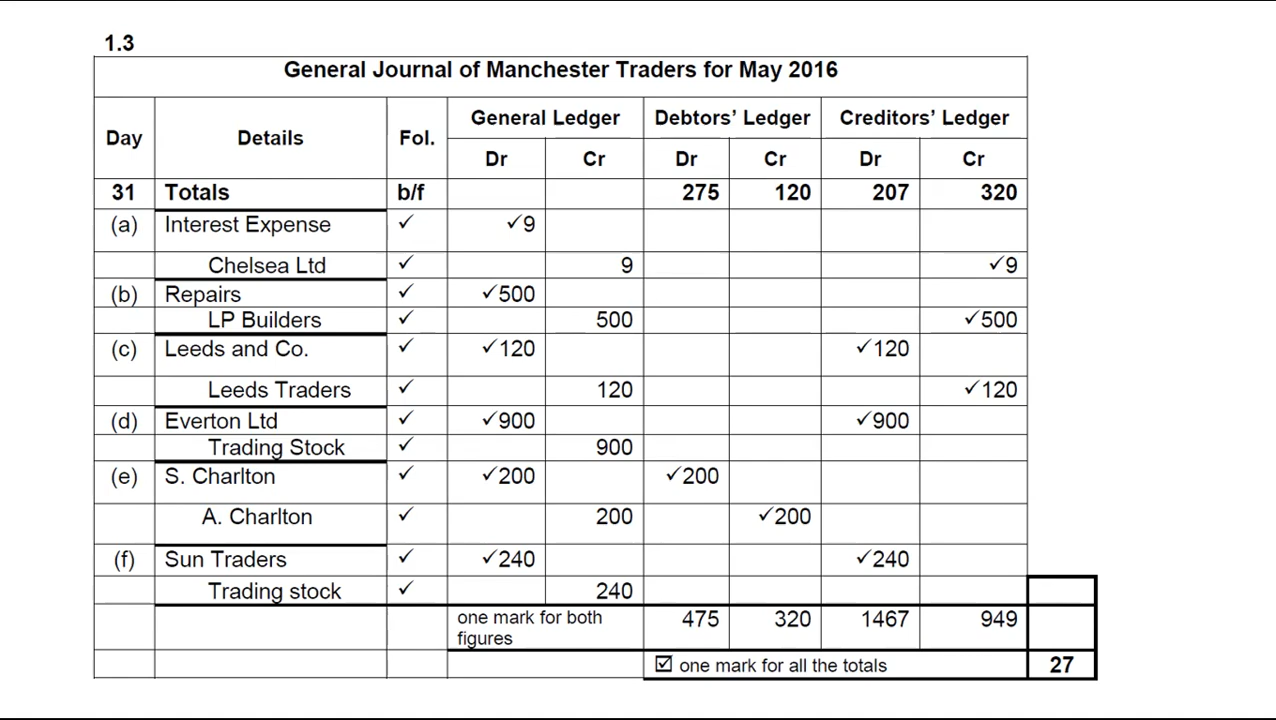 1.3
General Journal of Manchester Traders for May 2016
Day Details Fol. General Ledger Debtors’ Ledger Creditors’ Ledger
Dr Cr Dr Cr Dr Cr
31 Totals b/f 275 120 207 320
(a) Interest Expense ✓ ✓9
Chelsea Ltd ✓ 9 ✓9
(b) Repairs ✓ ✓500
LP Builders ✓ 500 ✓500
(c) Leeds and Co. ✓ ✓120 ✓120
Leeds Traders ✓ 120 ✓120
(d) Everton Ltd ✓ ✓900 ✓900
Trading Stock ✓ 900
(e) S. Charlton ✓ ✓200 ✓200
A. Charlton ✓ 200 ✓200
(f) Sun Traders ✓ ✓240 ✓240
Trading stock ✓ 240
one mark for both 475 320 1467 949
figures
☑ one mark for all the totals 27